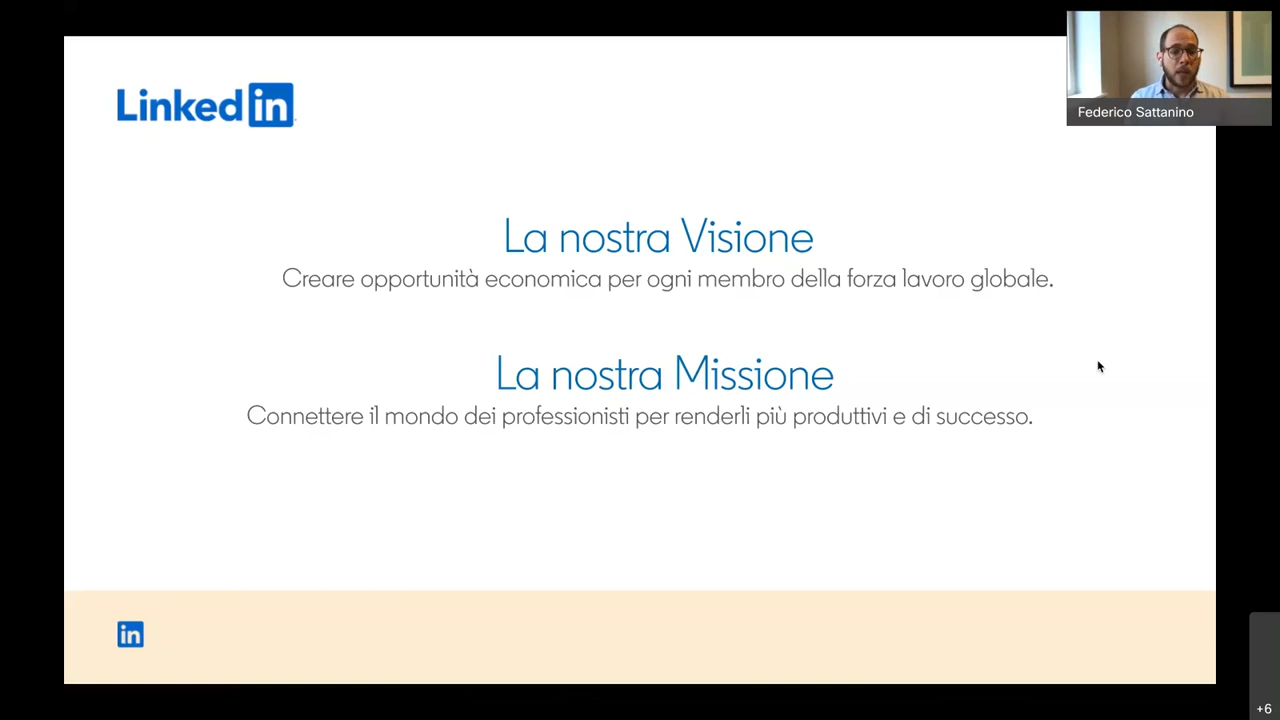 LinkedIn
Federico Sattanino
La nostra Visione
Creare opportunità economica per ogni membro della forza lavoro globale.
La nostra Missione
Connettere il mondo dei professionisti per renderli più produttivi e di successo.
in
+6